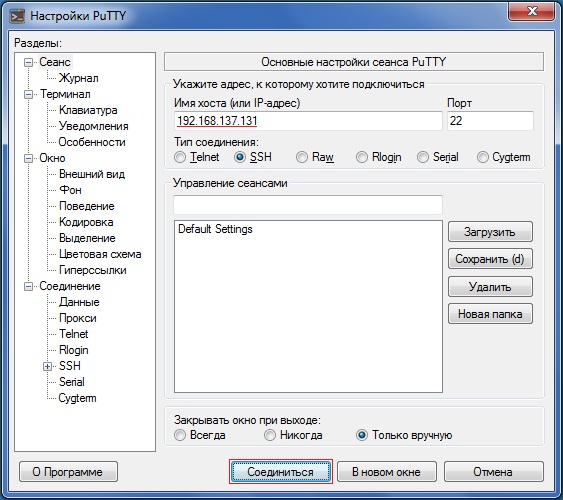 Настройки PuTTY
Разделы:
Сеанс
Журнал
Терминал
Клавиатура
Уведомления
Особенности
Окно
Внешний вид
Фон
Поведение
Кодировка
Выделение
Цветовая схема
Гиперссылки
Соединение
Данные
Прокси
Telnet
Rlogin
SSH
Serial
Cygterm
Основные настройки сеанса PuTTY
Укажите адрес, к которому хотите подключиться
Имя хоста (или IP-адрес) Порт
192.168.137.131 22
Тип соединения:
Telnet SSH Raw Rlogin Serial Cygterm
Управление сеансами
Default Settings
Загрузить
Сохранить (d)
Удалить
Новая папка
Закрывать окно при выходе:
Всегда Никогда Только вручную
О Программе Соединиться В новом окне Отмена